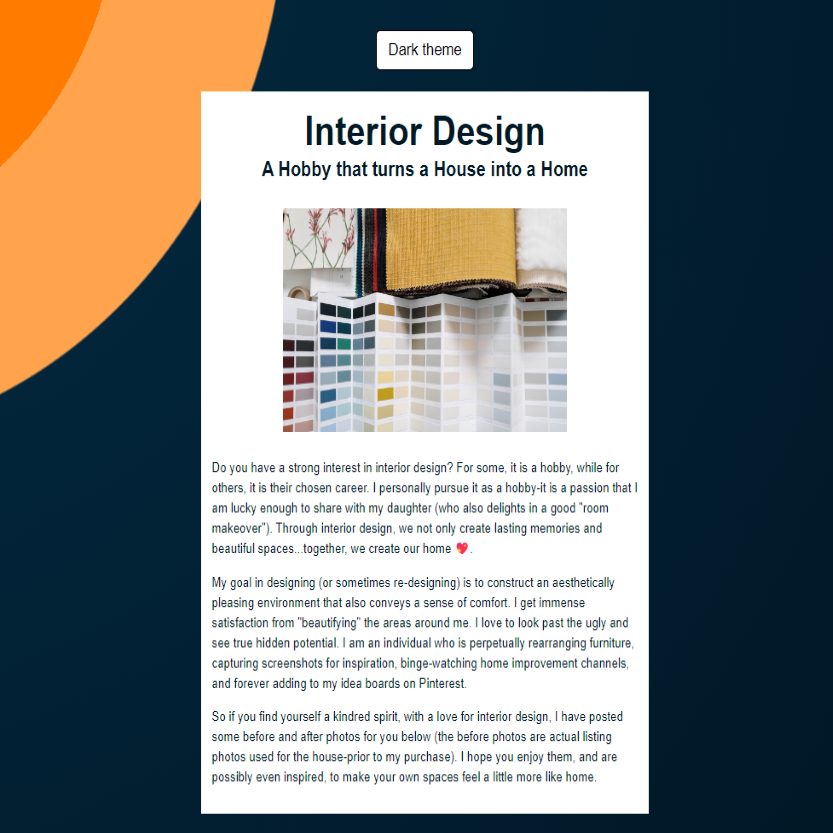 Dark theme
Interior Design
A Hobby that turns a House into a Home
Do you have a strong interest in interior design? For some, it is a hobby, while for
others, it is their chosen career. I personally pursue it as a hobby-it is a passion that I
am lucky enough to share with my daughter (who also delights in a good "room
makeover"). Through interior design, we not only create lasting memories and
beautiful spaces...together, we create our home 💖.
My goal in designing (or sometimes re-designing) is to construct an aesthetically
pleasing environment that also conveys a sense of comfort. I get immense
satisfaction from "beautifying" the areas around me. I love to look past the ugly and
see true hidden potential. I am an individual who is perpetually rearranging furniture,
capturing screenshots for inspiration, binge-watching home improvement channels,
and forever adding to my idea boards on Pinterest.
So if you find yourself a kindred spirit, with a love for interior design, I have posted
some before and after photos for you below (the before photos are actual listing
photos used for the house-prior to my purchase). I hope you enjoy them, and are
possibly even inspired, to make your own spaces feel a little more like home.